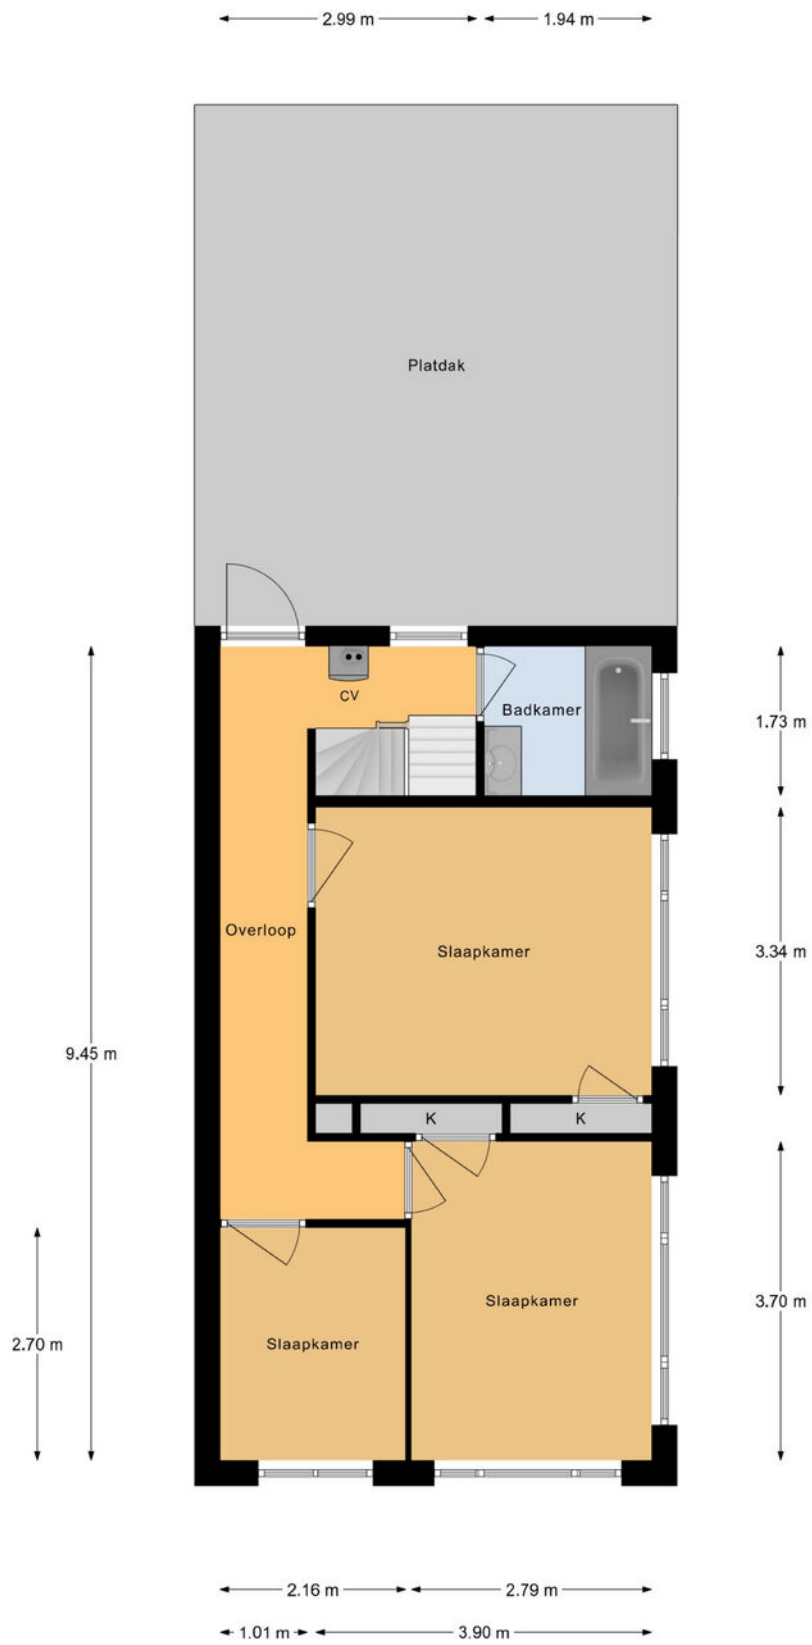 2.99 m
1.94 m
Platdak
CV
Badkamer
1.73 m
Overloop
Slaapkamer
3.34 m
9.45 m
K
K
Slaapkamer
3.70 m
2.70 m
Slaapkamer
2.16 m
2.79 m
1.01 m
3.90 m